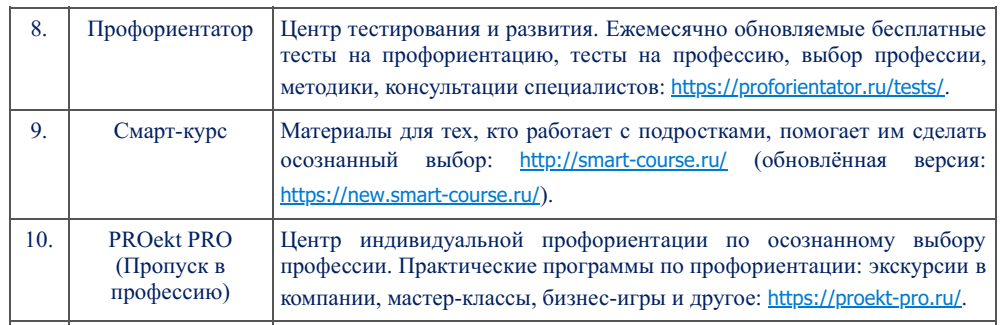 8. Профориентатор Центр тестирования и развития. Ежемесячно обновляемые бесплатные
тесты на профориентацию, тесты на профессию, выбор профессии,
методики, консультации специалистов: https://proforientator.ru/tests/.
9. Смарт-курс Материалы для тех, кто работает с подростками, помогает им сделать
осознанный выбор: http://smart-course.ru/ (обновлённая версия:
https://new.smart-course.ru/).
10. PROekt PRO Центр индивидуальной профориентации по осознанному выбору
(Пропуск в профессии. Практические программы по профориентации: экскурсии в
профессию) компании, мастер-классы, бизнес-игры и другое: https://proekt-pro.ru/.